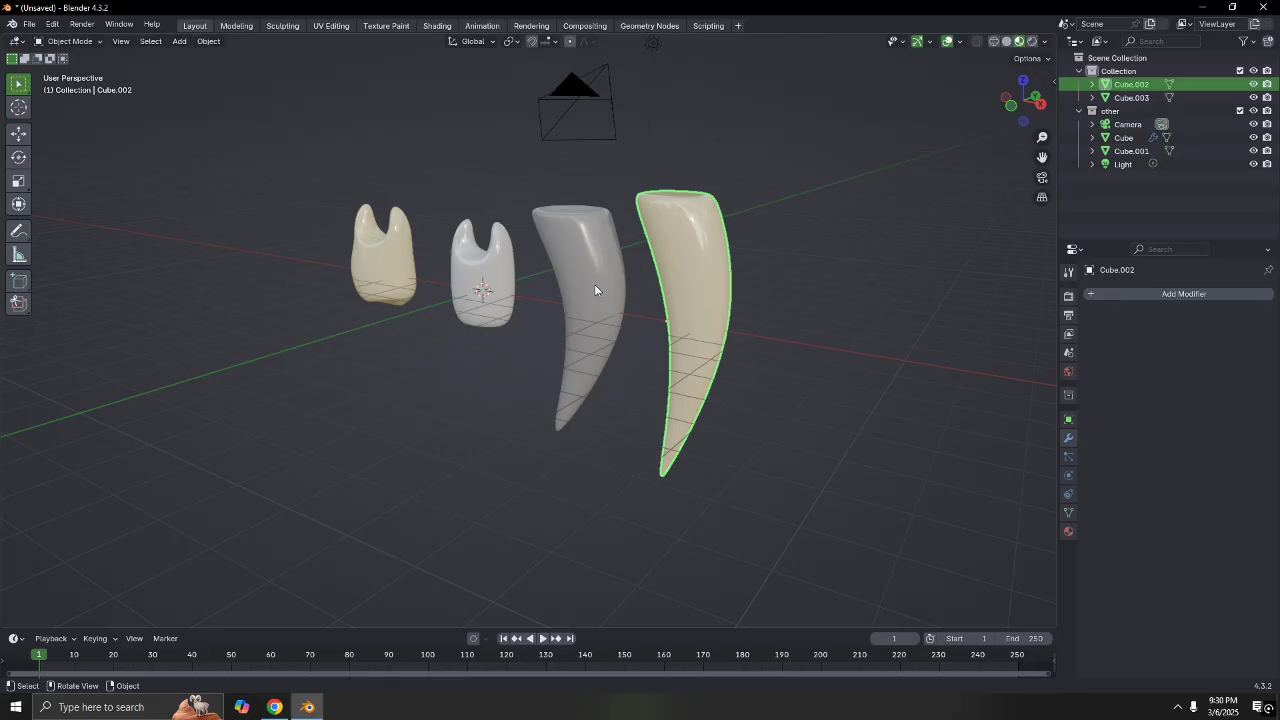 * (Unsaved) - Blender 4.3.2
File Edit Render Window Help
Layout Modeling Sculpting UV Editing Texture Paint Shading Animation Rendering Compositing Geometry Nodes Scripting +
Scene
ViewLayer
Object Mode View Select Add Object
Global
Search
Options
User Perspective
(1) Collection | Cube.002
Z
Y
X
Scene Collection
Collection
Cube.002
Cube.003
other
Camera
Cube
Cube.001
Light
Search
Cube.002
+ Add Modifier
Playback Keying View Marker
1 Start 1 End 250
1 10 20 30 40 50 60 70 80 90 100 110 120 130 140 150 160 170 180 190 200 210 220 230 240 250
Select Rotate View Object
4.3.2
Type here to search
9:30 PM
3/6/2025